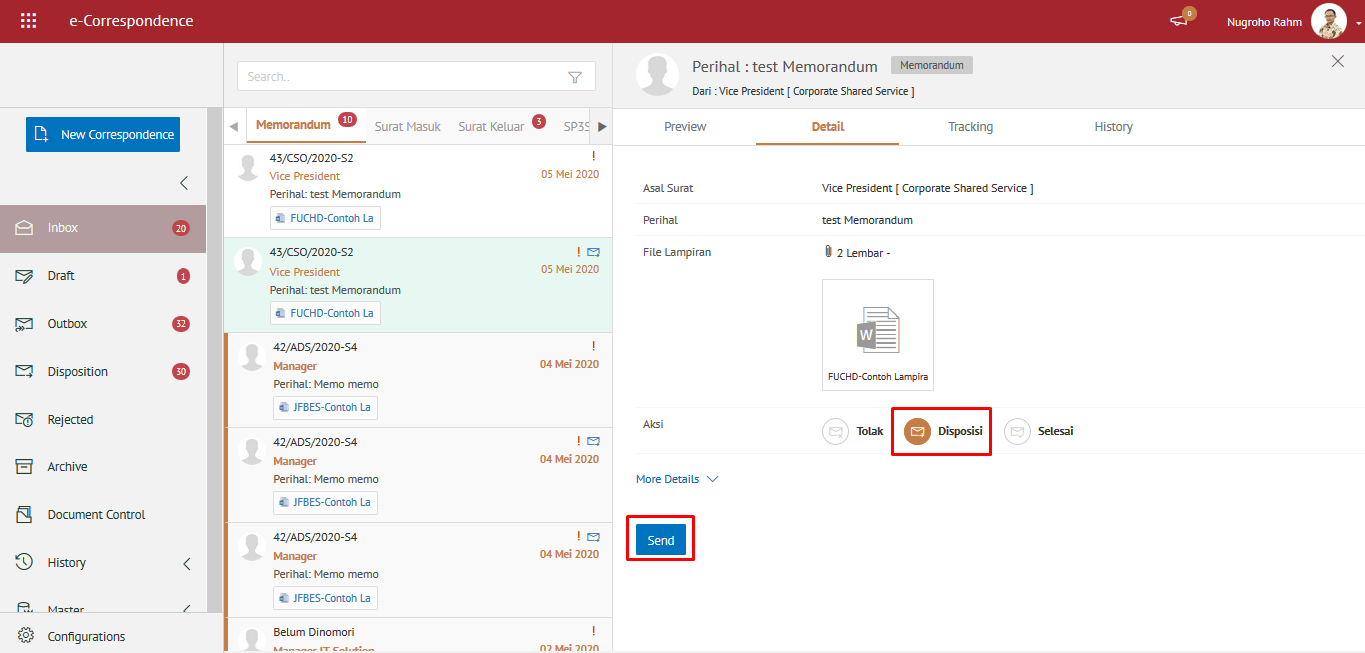 e-Correspondence
0
Nugroho Rahm
New Correspondence
Inbox 20
Draft 1
Outbox 32
Disposition 30
Rejected
Archive
Document Control
History
Master
Configurations
Search..
Memorandum 10 Surat Masuk Surat Keluar 3 SP3S
43/CSO/2020-S2 !
Vice President 05 Mei 2020
Perihal: test Memorandum
FUCHD-Contoh La
43/CSO/2020-S2 !
Vice President 05 Mei 2020
Perihal: test Memorandum
FUCHD-Contoh La
42/ADS/2020-S4 !
Manager 04 Mei 2020
Perihal: Memo memo
JFBES-Contoh La
42/ADS/2020-S4 !
Manager 04 Mei 2020
Perihal: Memo memo
JFBES-Contoh La
42/ADS/2020-S4 !
Manager 04 Mei 2020
Perihal: Memo memo
JFBES-Contoh La
Belum Dinomori !
Manager IT Solution 02 Mei 2020
Perihal : test Memorandum Memorandum
Dari : Vice President [ Corporate Shared Service ]
Preview Detail Tracking History
Asal Surat Vice President [ Corporate Shared Service ]
Perihal test Memorandum
File Lampiran 2 Lembar -
W
FUCHD-Contoh Lampira
Aksi Tolak Disposisi Selesai
More Details
Send